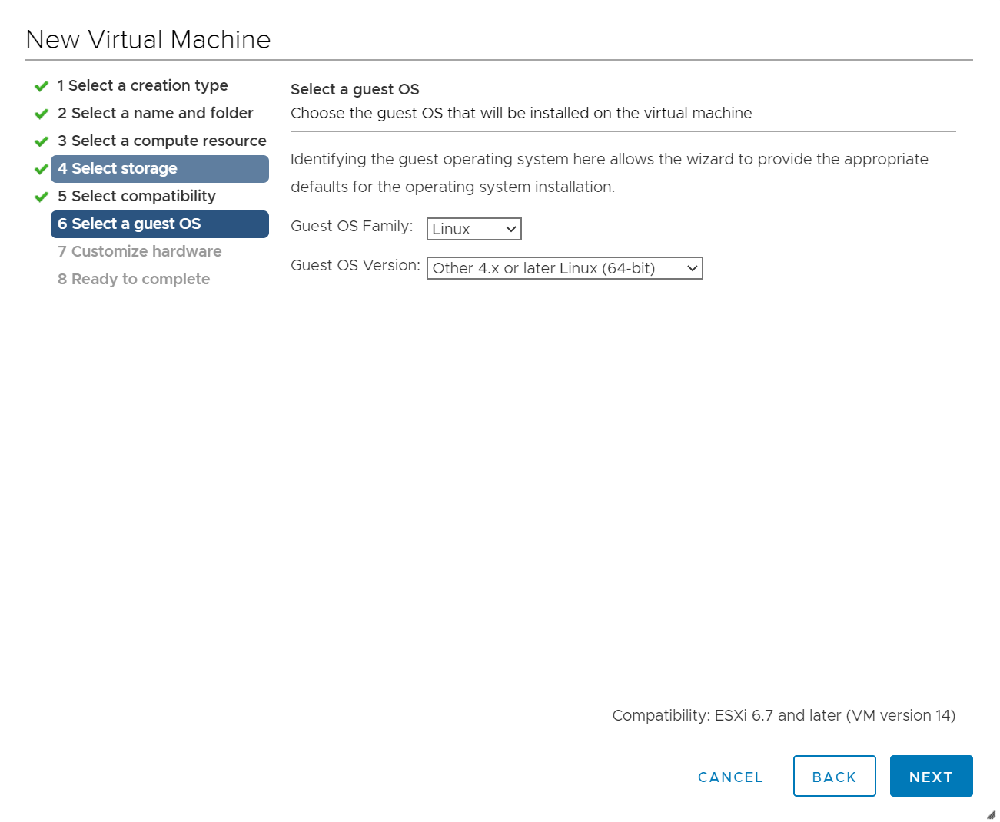 New Virtual Machine
1 Select a creation type
2 Select a name and folder
3 Select a compute resource
4 Select storage
5 Select compatibility
6 Select a guest OS
7 Customize hardware
8 Ready to complete
Select a guest OS
Choose the guest OS that will be installed on the virtual machine
Identifying the guest operating system here allows the wizard to provide the appropriate
defaults for the operating system installation.
Guest OS Family: Linux
Guest OS Version: Other 4.x or later Linux (64-bit)
Compatibility: ESXi 6.7 and later (VM version 14)
CANCEL BACK NEXT